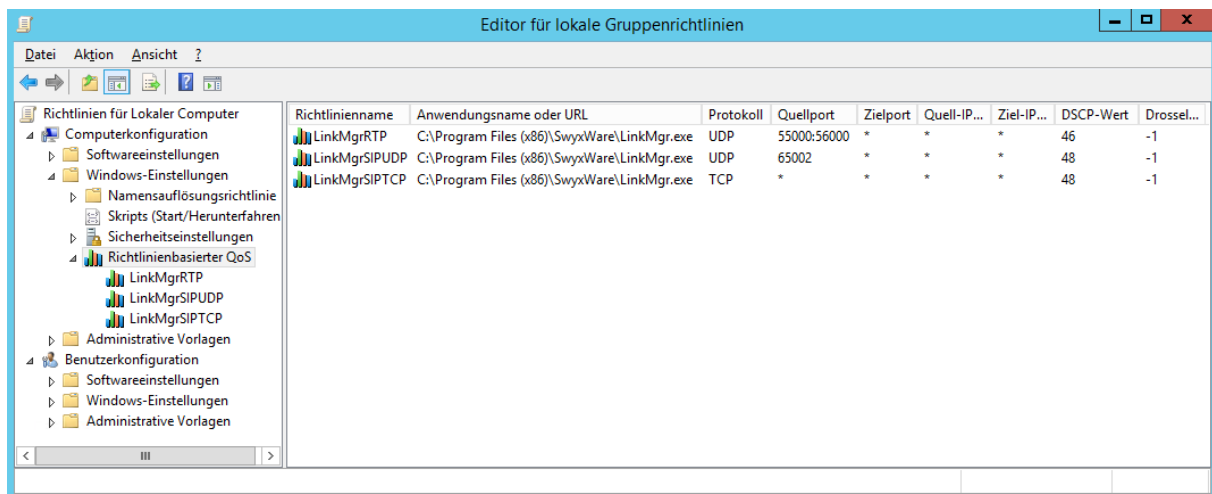 Editor für lokale Gruppenrichtlinien
Datei Aktion Ansicht ?
Richtlinien für Lokaler Computer
Computerkonfiguration
Softwareeinstellungen
Windows-Einstellungen
Namensauflösungsrichtlinie
Skripts (Start/Herunterfahren
Sicherheitseinstellungen
Richtlinienbasierter QoS
LinkMgrRTP
LinkMgrSIPUDP
LinkMgrSIPTCP
Administrative Vorlagen
Benutzerkonfiguration
Softwareeinstellungen
Windows-Einstellungen
Administrative Vorlagen
Richtlinienname Anwendungsname oder URL Protokoll Quellport Zielport Quell-IP... Ziel-IP... DSCP-Wert Drossel...
LinkMgrRTP C:\Program Files (x86)\SwyxWare\LinkMgr.exe UDP 55000:56000 * * * 46 -1
LinkMgrSIPUDP C:\Program Files (x86)\SwyxWare\LinkMgr.exe UDP 65002 * * * 48 -1
LinkMgrSIPTCP C:\Program Files (x86)\SwyxWare\LinkMgr.exe TCP * * * * 48 -1